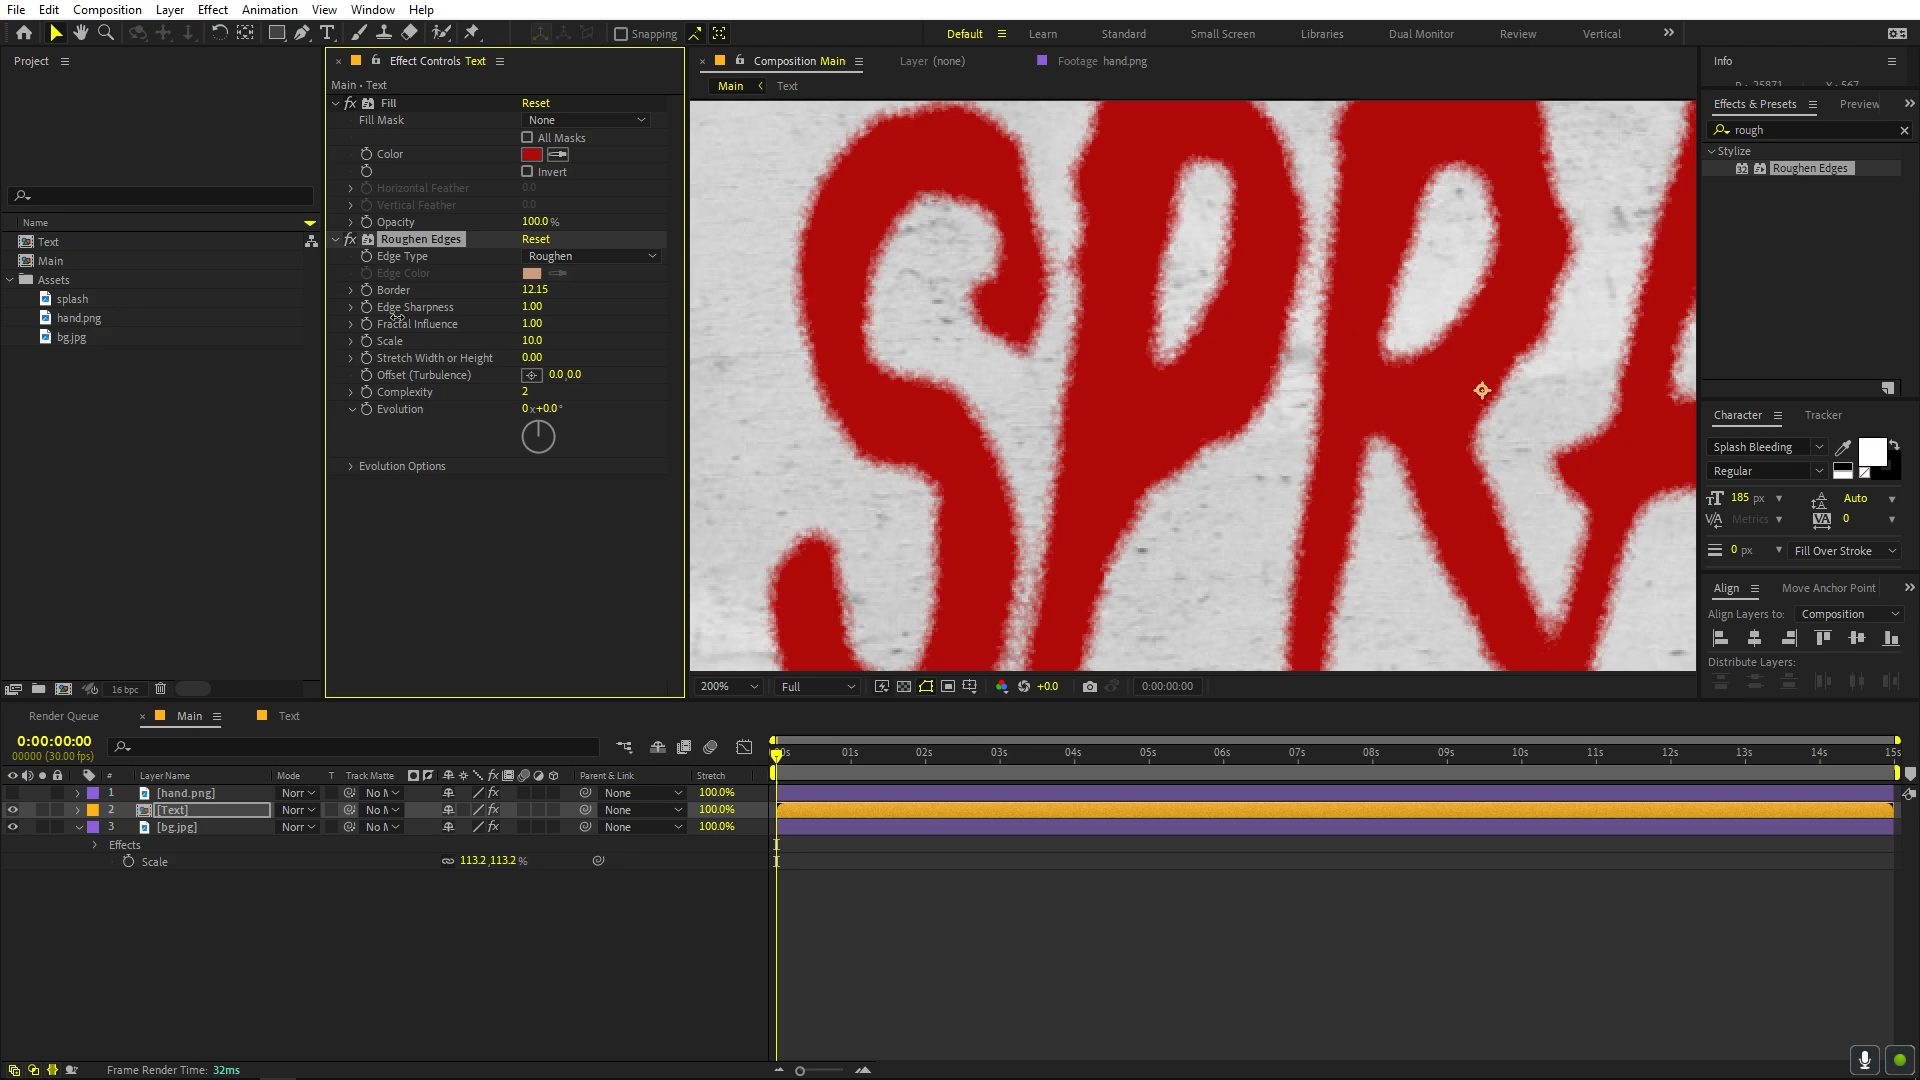 File Edit Composition Layer Effect Animation View Window Help
Snapping
Default Learn Standard Small Screen Libraries Dual Monitor Review Vertical
Project
Effect Controls Text
Composition Main
Layer (none)
Footage hand.png
Info
Main • Text
Main
Text
Fill Reset
Fill Mask None
All Masks
Color
Invert
Horizontal Feather 0.0
Vertical Feather 0.0
Opacity 100.0 %
Roughen Edges Reset
Edge Type Roughen
Edge Color
Border 12.15
Edge Sharpness 1.00
Fractal Influence 1.00
Scale 10.0
Stretch Width or Height 0.00
Offset (Turbulence) 0.0,0.0
Complexity 2
Evolution 0x+0.0°
Evolution Options
Name
Text
Main
Assets
splash
hand.png
bg.jpg
16 bpc
SPR
Effects & Presets Preview
rough
Stylize
32 Roughen Edges
Character Tracker
Splash Bleeding
Regular
185 px Auto
Metrics 0
0 px Fill Over Stroke
Align Move Anchor Point
Align Layers to: Composition
Distribute Layers:
200% Full +0.0 0:00:00:00
Render Queue Main Text
0:00:00:00
00000 (30.00 fps)
00s 01s 02s 03s 04s 05s 06s 07s 08s 09s 10s 11s 12s 13s 14s 15s
# Layer Name Mode T Track Matte Parent & Link Stretch
1 [hand.png] Norr No M None 100.0%
2 [Text] Norr No M None 100.0%
3 [bg.jpg] Norr No M None 100.0%
Effects
Scale 113.2,113.2 %
Frame Render Time: 32ms